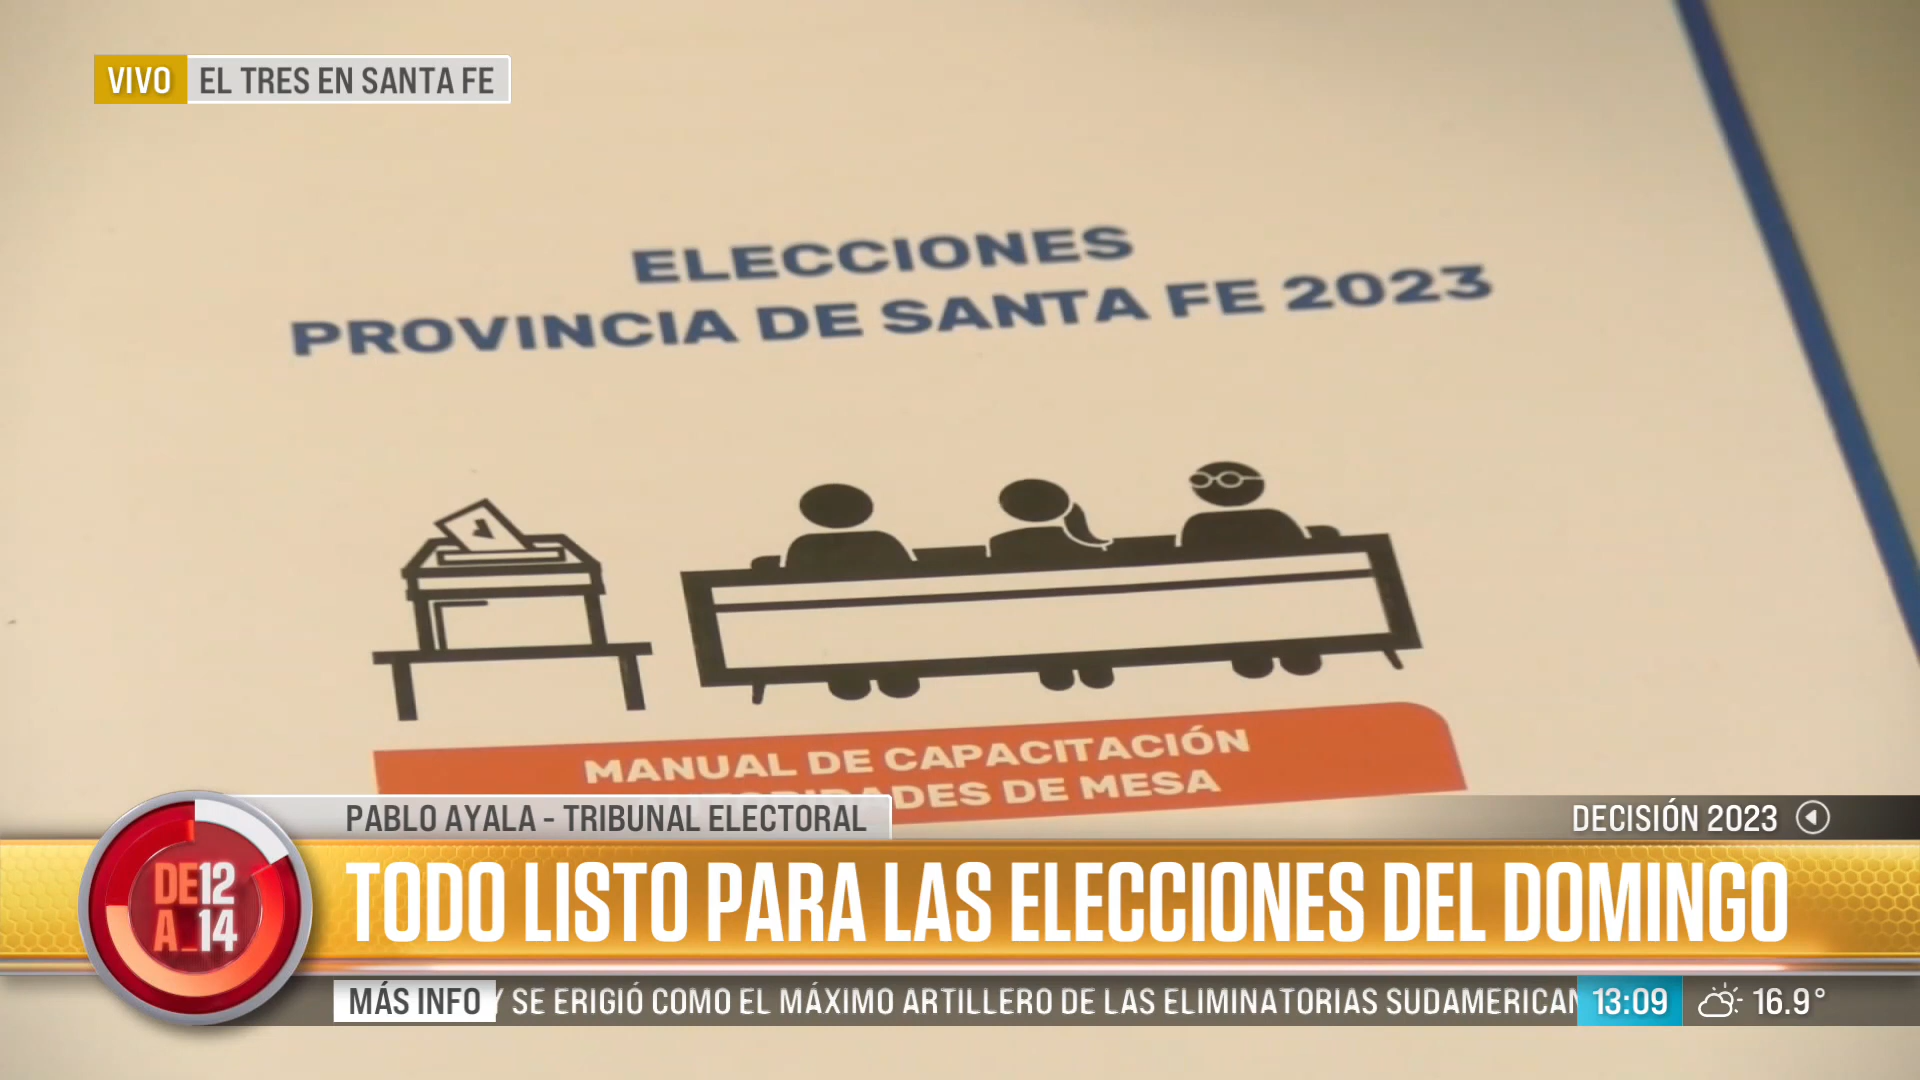 VIVO EL TRES EN SANTA FE
ELECCIONES
PROVINCIA DE SANTA FE 2023
MANUAL DE CAPACITACIÓN
DES DE MESA
PABLO AYALA - TRIBUNAL ELECTORAL
DECISIÓN 2023
DE12
A_14
TODO LISTO PARA LAS ELECCIONES DEL DOMINGO
MÁS INFO Y SE ERIGIÓ COMO EL MÁXIMO ARTILLERO DE LAS ELIMINATORIAS SUDAMERICAN 13:09 16.9°